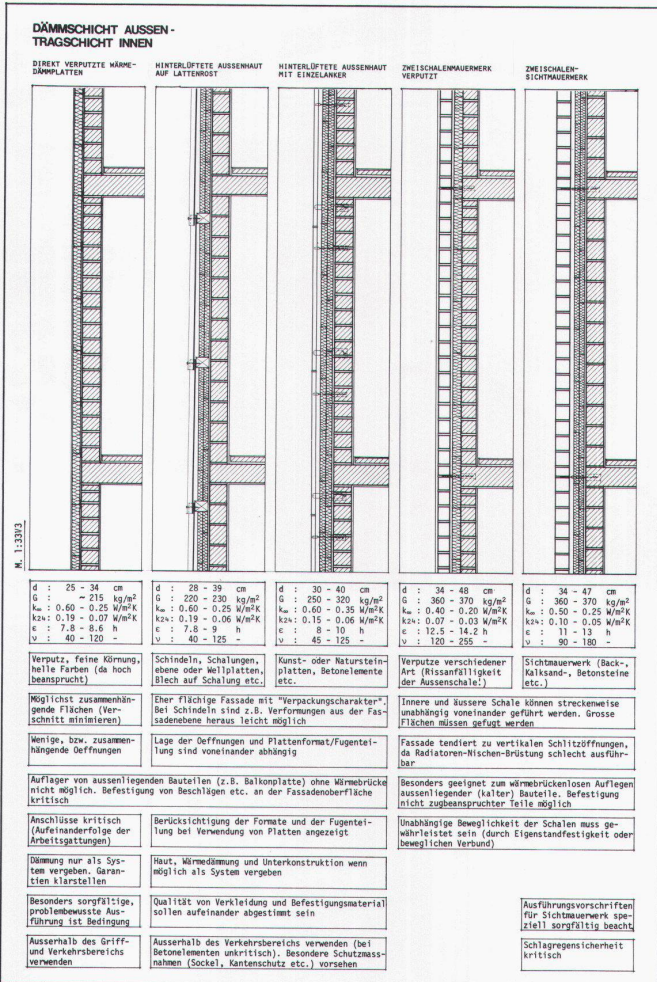 DÄMMSCHICHT AUSSEN -
TRAGSCHICHT INNEN
DIREKT VERPUTZTE WÄRME-
DÄMMPLATTEN
HINTERLÜFTETE AUSSENHAUT
AUF LATTENROST
HINTERLÜFTETE AUSSENHAUT
MIT EINZELANKER
ZWEISCHALENMAUERWERK
VERPUTZT
ZWEISCHALEN-
SICHTMAUERWERK
M. 1:33⅓
d : 25 - 34 cm
G : ~ 215 kg/m²
k∞ : 0.60 - 0.25 W/m²K
k24: 0.19 - 0.07 W/m²K
ε : 7.8 - 8.6 h
ν : 40 - 120 -
d : 28 - 39 cm
G : 220 - 230 kg/m²
k∞ : 0.60 - 0.25 W/m²K
k24: 0.19 - 0.06 W/m²K
ε : 7.8 - 9 h
ν : 40 - 125 -
d : 30 - 40 cm
G : 250 - 320 kg/m²
k∞ : 0.60 - 0.35 W/m²K
k24: 0.15 - 0.06 W/m²K
ε : 8 - 10 h
ν : 45 - 125 -
d : 34 - 48 cm
G : 360 - 370 kg/m²
k∞ : 0.40 - 0.20 W/m²K
k24: 0.07 - 0.03 W/m²K
ε : 12.5 - 14.2 h
ν : 120 - 255 -
d : 34 - 47 cm
G : 360 - 370 kg/m²
k∞ : 0.50 - 0.25 W/m²K
k24: 0.10 - 0.05 W/m²K
ε : 11 - 13 h
ν : 90 - 180 -
Verputz, feine Körnung,
helle Farben (da hoch
beansprucht)
Schindeln, Schalungen,
ebene oder Wellplatten,
Blech auf Schalung etc.
Kunst- oder Naturstein-
platten, Betonelemente
etc.
Verputze verschiedener
Art (Rissanfälligkeit
der Aussenschale!)
Sichtmauerwerk (Back-,
Kalksand-, Betonsteine
etc.)
Möglichst zusammenhän-
gende Flächen (Ver-
schnitt minimieren)
Eher flächige Fassade mit "Verpackungscharakter".
Bei Schindeln sind z.B. Verformungen aus der Fas-
sadenebene heraus leicht möglich
Innere und äussere Schale können streckenweise
unabhängig voneinander geführt werden. Grosse
Flächen müssen gefugt werden
Wenige, bzw. zusammen-
hängende Oeffnungen
Lage der Oeffnungen und Plattenformat/Fugentei-
lung sind voneinander abhängig
Fassade tendiert zu vertikalen Schlitzöffnungen,
da Radiatoren-Nischen-Brüstung schlecht ausführ-
bar
Auflager von aussenliegenden Bauteilen (z.B. Balkonplatte) ohne Wärmebrücke
nicht möglich. Befestigung von Beschlägen etc. an der Fassadenoberfläche
kritisch
Besonders geeignet zum wärmebrückenlosen Auflegen
aussenliegender (kalter) Bauteile. Befestigung
nicht zugbeanspruchter Teile möglich
Anschlüsse kritisch
(Aufeinanderfolge der
Arbeitsgattungen)
Berücksichtigung der Formate und der Fugentei-
lung bei Verwendung von Platten angezeigt
Unabhängige Beweglichkeit der Schalen muss ge-
währleistet sein (durch Eigenstandfestigkeit oder
beweglichen Verbund)
Dämmung nur als Sys-
tem vergeben. Garan-
tien klarstellen
Haut, Wärmedämmung und Unterkonstruktion wenn
möglich als System vergeben
Besonders sorgfältige,
problembewusste Aus-
führung ist Bedingung
Qualität von Verkleidung und Befestigungsmaterial
sollen aufeinander abgestimmt sein
Ausführungsvorschriften
für Sichtmauerwerk spe-
ziell sorgfältig beacht
Ausserhalb des Griff-
und Verkehrsbereichs
verwenden
Ausserhalb des Verkehrsbereichs verwenden (bei
Betonelementen unkritisch). Besondere Schutzmass-
nahmen (Sockel, Kantenschutz etc.) vorsehen
Schlagregensicherheit
kritisch